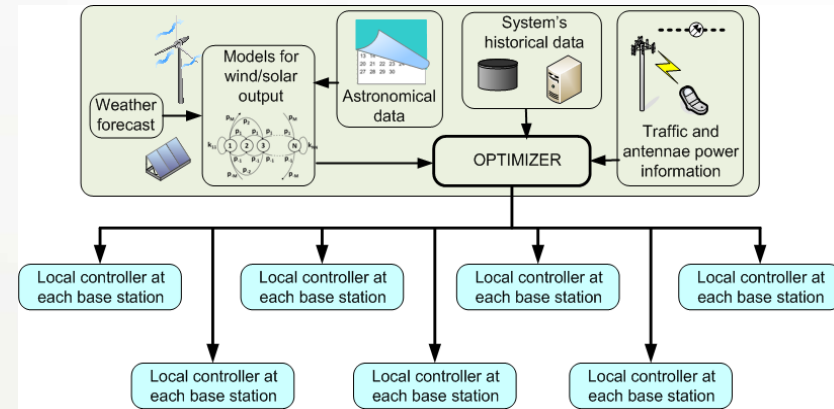 Weather
forecast
Models for
wind/solar
output
1
2
3
N
Astronomical
data
System's
historical data
OPTIMIZER
Traffic and
antennae power
information
Local controller at
each base station
Local controller at
each base station
Local controller at
each base station
Local controller at
each base station
Local controller at
each base station
Local controller at
each base station
Local controller at
each base station